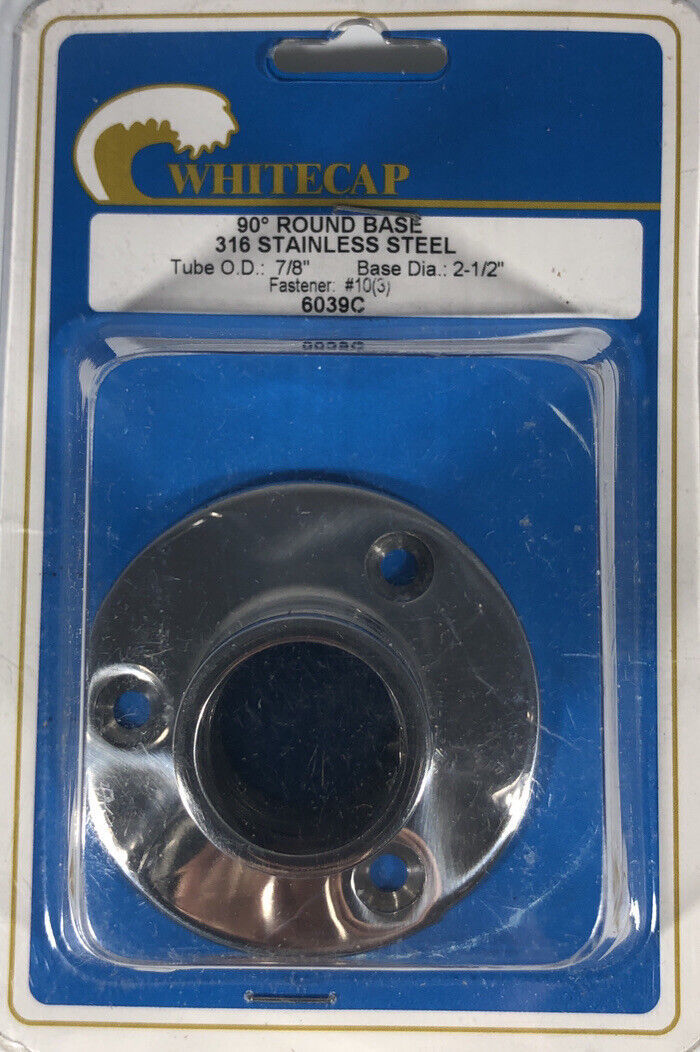 WHITECAP
90° ROUND BASE
316 STAINLESS STEEL
Tube O.D.: 7/8" Base Dia.: 2-1/2"
Fastener: #10(3)
6039C